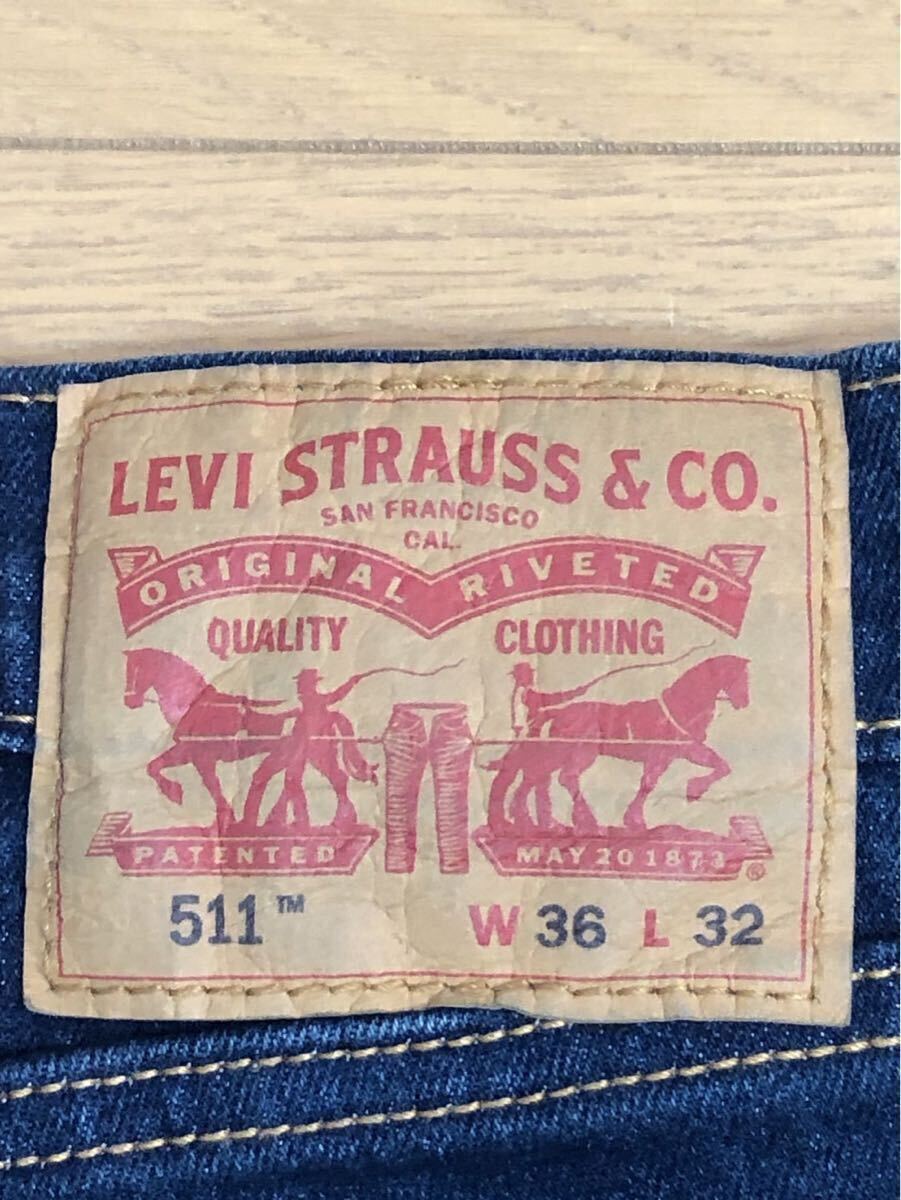 LEVI STRAUSS & CO.
SAN FRANCISCO
CAL.
ORIGINAL RIVETED
QUALITY CLOTHING
PATENTED MAY 20 1873 ®
511™ W 36 L 32